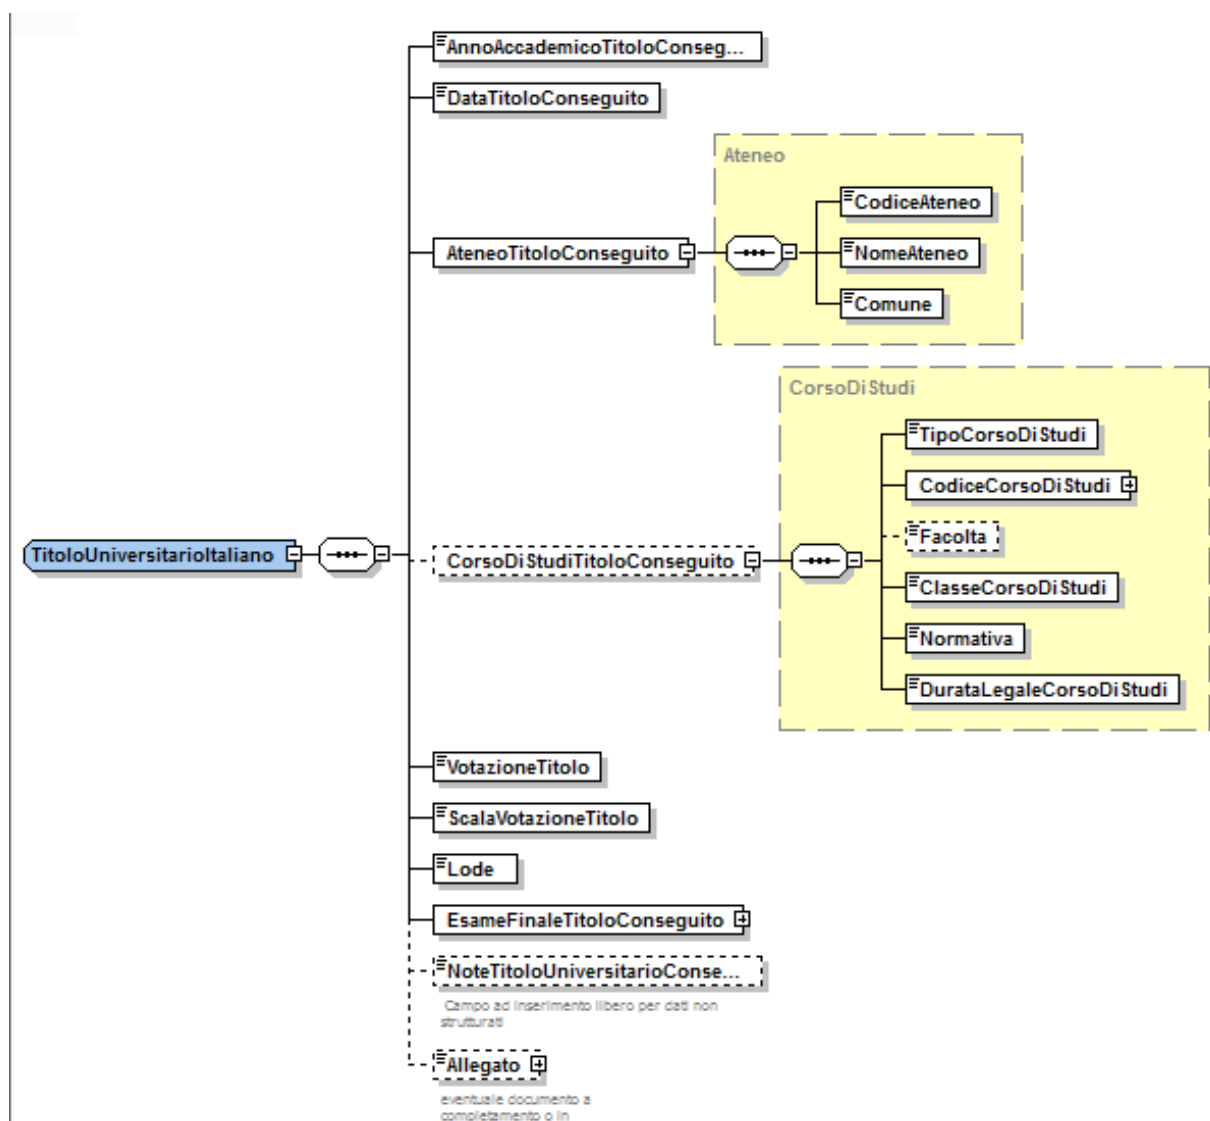 AnnoAccademicoTitoloConseg...
DataTitoloConseguito
Ateneo
CodiceAteneo
AteneoTitoloConseguito
NomeAteneo
Comune
CorsoDiStudi
TipoCorsoDiStudi
CodiceCorsoDiStudi
Facolta
TitoloUniversitarioItaliano
CorsoDiStudiTitoloConseguito
ClasseCorsoDiStudi
Normativa
DurataLegaleCorsoDiStudi
VotazioneTitolo
ScalaVotazioneTitolo
Lode
EsameFinaleTitoloConseguito
NoteTitoloUniversitarioConse...
Campo ad inserimento libero per dati non
strutturati
Allegato
eventuale documento a
completamento o in